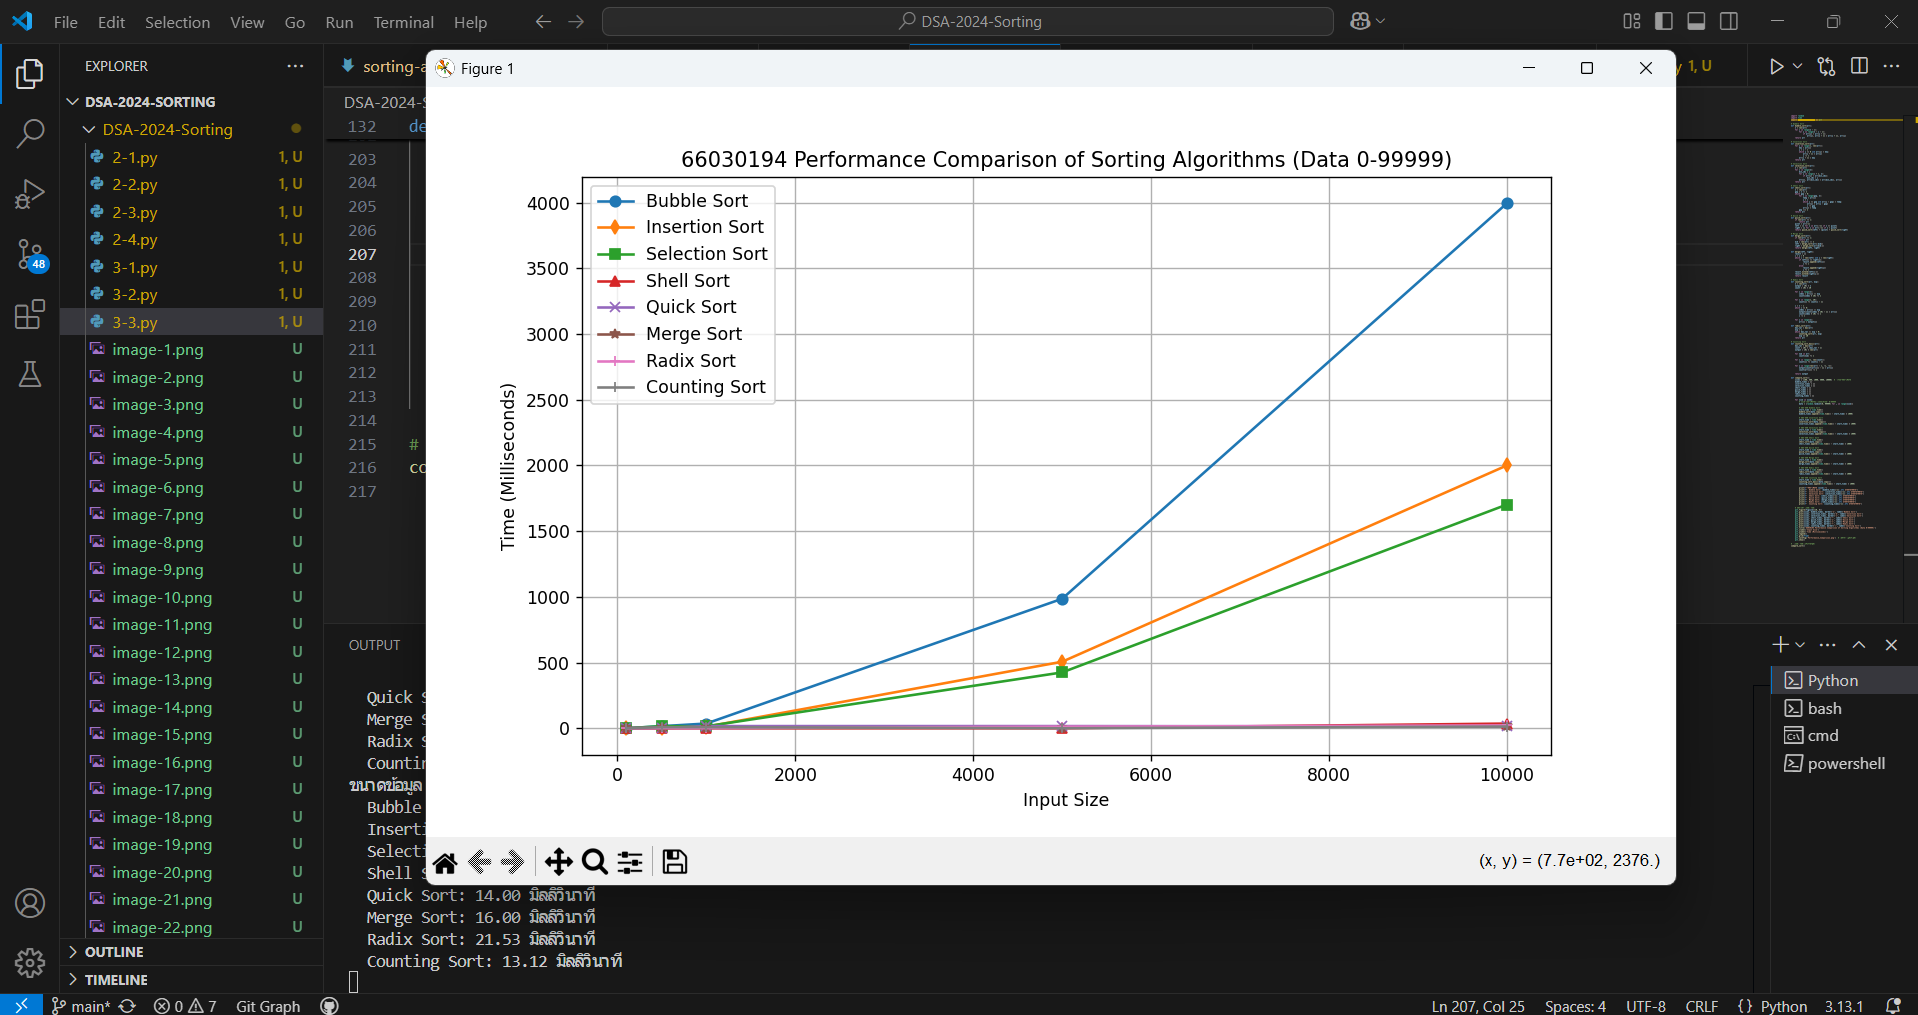 File Edit Selection View Go Run Terminal Help
DSA-2024-Sorting
EXPLORER
DSA-2024-SORTING
DSA-2024-Sorting
2-1.py 1, U
2-2.py 1, U
2-3.py 1, U
2-4.py 1, U
3-1.py 1, U
3-2.py 1, U
3-3.py 1, U
image-1.png U
image-2.png U
image-3.png U
image-4.png U
image-5.png U
image-6.png U
image-7.png U
image-8.png U
image-9.png U
image-10.png U
image-11.png U
image-12.png U
image-13.png U
image-14.png U
image-15.png U
image-16.png U
image-17.png U
image-18.png U
image-19.png U
image-20.png U
image-21.png U
image-22.png U
OUTLINE
TIMELINE
48
sorting-a
1, U
DSA-2024-S
132 de
203
204
205
206
207
208
209
210
211
212
213
214
215 #
216 co
217
Figure 1
66030194 Performance Comparison of Sorting Algorithms (Data 0-99999)
Bubble Sort
Insertion Sort
Selection Sort
Shell Sort
Quick Sort
Merge Sort
Radix Sort
Counting Sort
4000
3500
3000
2500
2000
1500
1000
500
0
Time (Milliseconds)
0 2000 4000 6000 8000 10000
Input Size
(x, y) = (7.7e+02, 2376.)
OUTPUT
Quick S
Merge S
Radix S
Countin
ขนาดข้อมูล
Bubble
Inserti
Selecti
Shell S
Quick Sort: 14.00 มิลลิวินาที
Merge Sort: 16.00 มิลลิวินาที
Radix Sort: 21.53 มิลลิวินาที
Counting Sort: 13.12 มิลลิวินาที
Python
bash
cmd
powershell
main* 0 7 Git Graph Ln 207, Col 25 Spaces: 4 UTF-8 CRLF {} Python 3.13.1